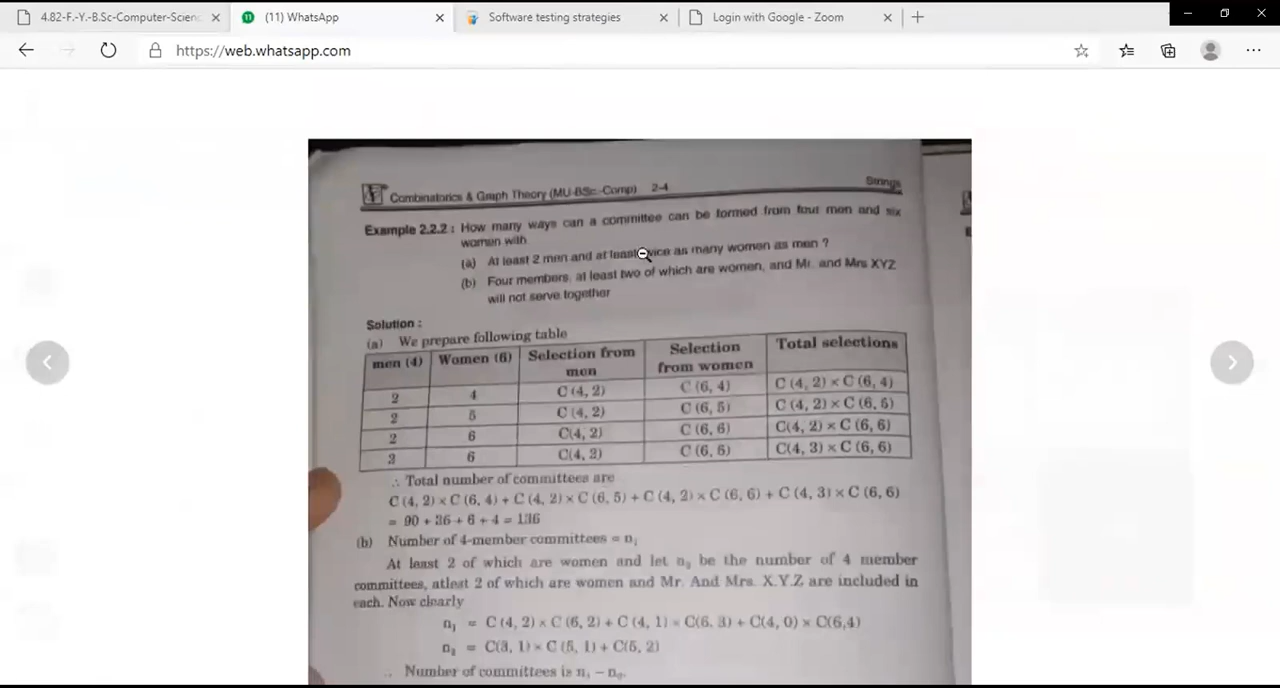 4.82-F.-Y.-B.Sc-Computer-Scienc
(11) WhatsApp
Software testing strategies
Login with Google - Zoom
https://web.whatsapp.com
Combinatorics & Graph Theory (MU-BSc.-Comp) 2-4 Strings
Example 2.2.2 : How many ways can a committee can be formed from four men and six
women with
(a) At least 2 men and at least as many women as men ?
(b) Four members, at least two of which are women, and Mr. and Mrs XYZ
will not serve together
Solution :
(a) We prepare following table
men (4) Women (6) Selection from men Selection from women Total selections
2 4 C (4, 2) C (6, 4) C (4, 2) × C (6, 4)
2 5 C (4, 2) C (6, 5) C (4, 2) × C (6, 5)
2 6 C(4, 2) C (6, 6) C(4, 2) × C (6, 6)
6 C(4, 2) C (6, 6) C(4, 3) × C (6, 6)
∴ Total number of committees are
C (4, 2) × C (6, 4) + C (4, 2) × C (6, 5) + C (4, 2) × C (6, 6) + C (4, 3) × C (6, 6)
= 90 + 36 + 6 + 4 = 136
(b) Number of 4-member committees = n₁
At least 2 of which are women and let n₂ be the number of 4 member
committees, atlest 2 of which are women and Mr. And Mrs. X.Y.Z are included in
each. Now clearly
n₁ = C (4, 2) × C (6, 2) + C (4, 1) × C(6, 3) + C(4, 0) × C(6,4)
n₂ = C(3, 1) × C (5, 1) + C(5, 2)
∴ Number of committees is n₁ – n₂.